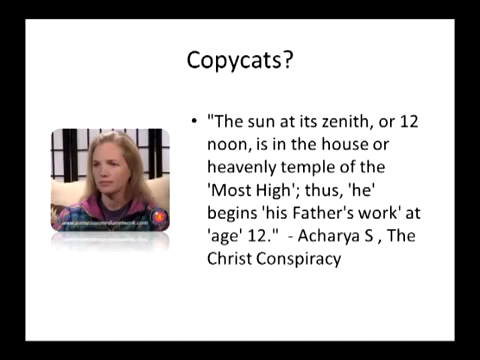 Copycats?
• "The sun at its zenith, or 12
noon, is in the house or
heavenly temple of the
'Most High'; thus, 'he'
begins 'his Father's work' at
'age' 12." - Acharya S , The
Christ Conspiracy